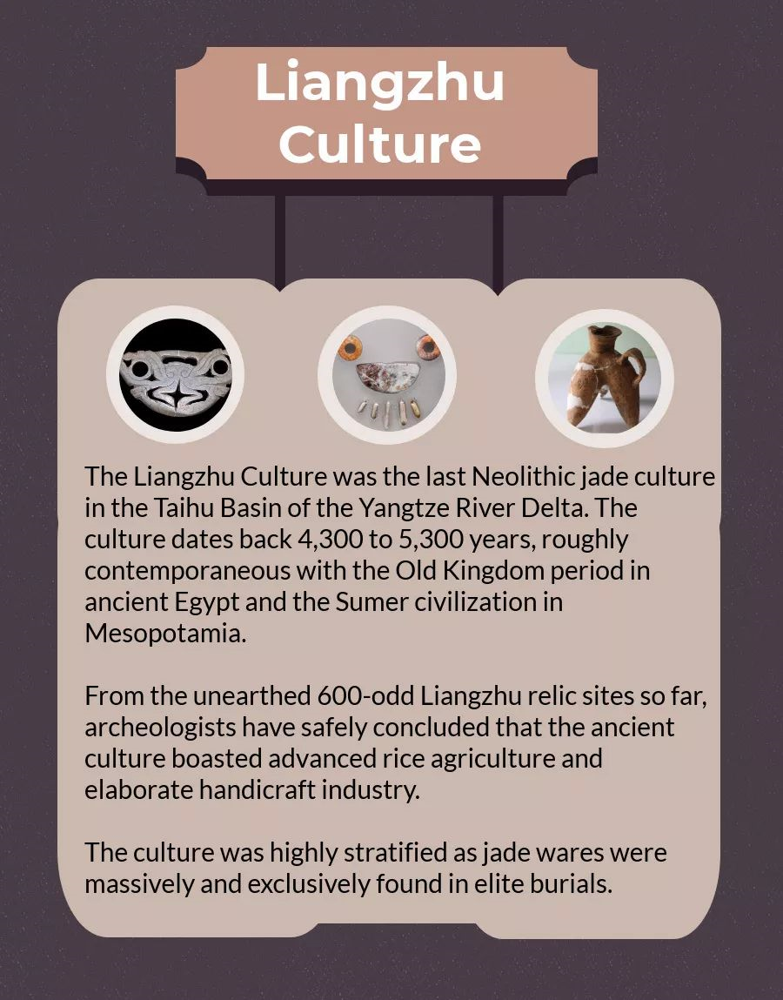 Liangzhu
Culture
The Liangzhu Culture was the last Neolithic jade culture
in the Taihu Basin of the Yangtze River Delta. The
culture dates back 4,300 to 5,300 years, roughly
contemporaneous with the Old Kingdom period in
ancient Egypt and the Sumer civilization in
Mesopotamia.
From the unearthed 600-odd Liangzhu relic sites so far,
archeologists have safely concluded that the ancient
culture boasted advanced rice agriculture and
elaborate handicraft industry.
The culture was highly stratified as jade wares were
massively and exclusively found in elite burials.